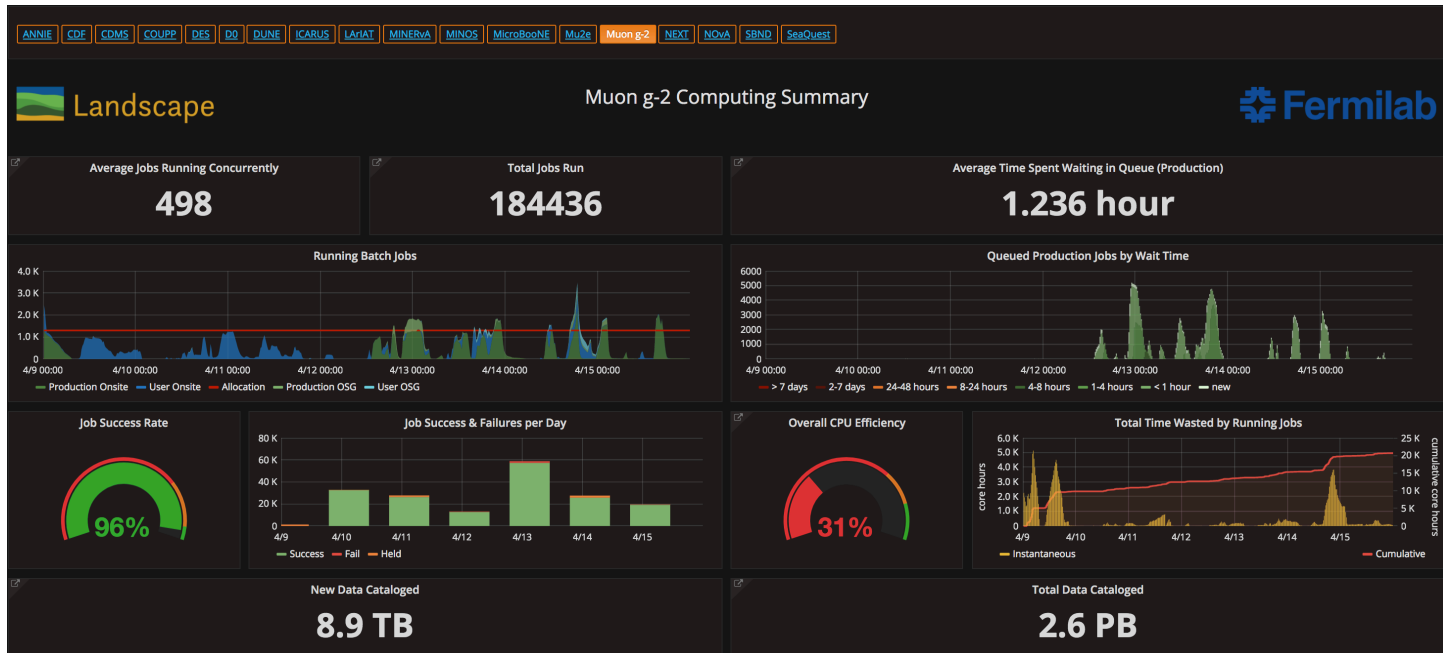 ANNIE CDF CDMS COUPP DES D0 DUNE ICARUS LArIAT MINERvA MINOS MicroBooNE Mu2e Muon g-2 NEXT NOvA SBND SeaQuest
Landscape
Muon g-2 Computing Summary
Fermilab
Average Jobs Running Concurrently
498
Total Jobs Run
184436
Average Time Spent Waiting in Queue (Production)
1.236 hour
Running Batch Jobs
4.0 K
3.0 K
2.0 K
1.0 K
0
4/9 00:00 4/10 00:00 4/11 00:00 4/12 00:00 4/13 00:00 4/14 00:00 4/15 00:00
Production Onsite User Onsite Allocation Production OSG User OSG
Queued Production Jobs by Wait Time
6000
5000
4000
3000
2000
1000
0
4/9 00:00 4/10 00:00 4/11 00:00 4/12 00:00 4/13 00:00 4/14 00:00 4/15 00:00
> 7 days 2-7 days 24-48 hours 8-24 hours 4-8 hours 1-4 hours < 1 hour new
Job Success Rate
96%
Job Success & Failures per Day
80 K
60 K
40 K
20 K
0
4/9 4/10 4/11 4/12 4/13 4/14 4/15
Success Fail Held
Overall CPU Efficiency
31%
Total Time Wasted by Running Jobs
core hours
6.0 K
5.0 K
4.0 K
3.0 K
2.0 K
1.0 K
0
25 K
20 K
15 K
10 K
5 K
0
cumulative core hours
4/9 4/10 4/11 4/12 4/13 4/14 4/15
Instantaneous Cumulative
New Data Cataloged
8.9 TB
Total Data Cataloged
2.6 PB